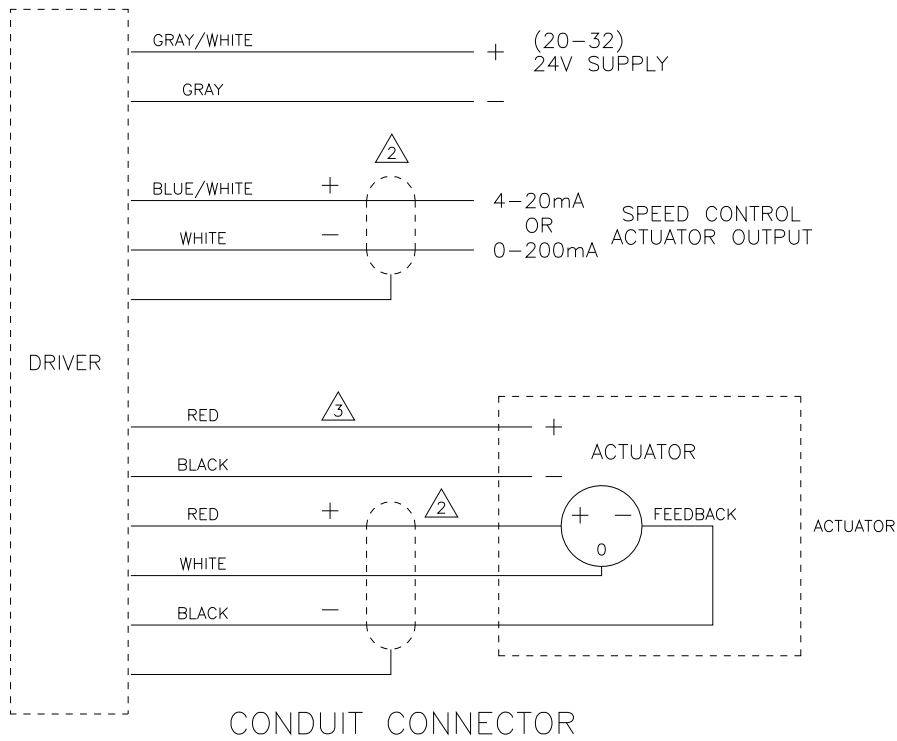 GRAY/WHITE
+
(20-32)
24V SUPPLY
GRAY
-
2
BLUE/WHITE
+
4-20mA
OR
0-200mA
SPEED CONTROL
ACTUATOR OUTPUT
WHITE
-
DRIVER
RED
3
+
ACTUATOR
BLACK
-
RED
+
2
+ -
0
FEEDBACK
ACTUATOR
WHITE
BLACK
-
CONDUIT CONNECTOR